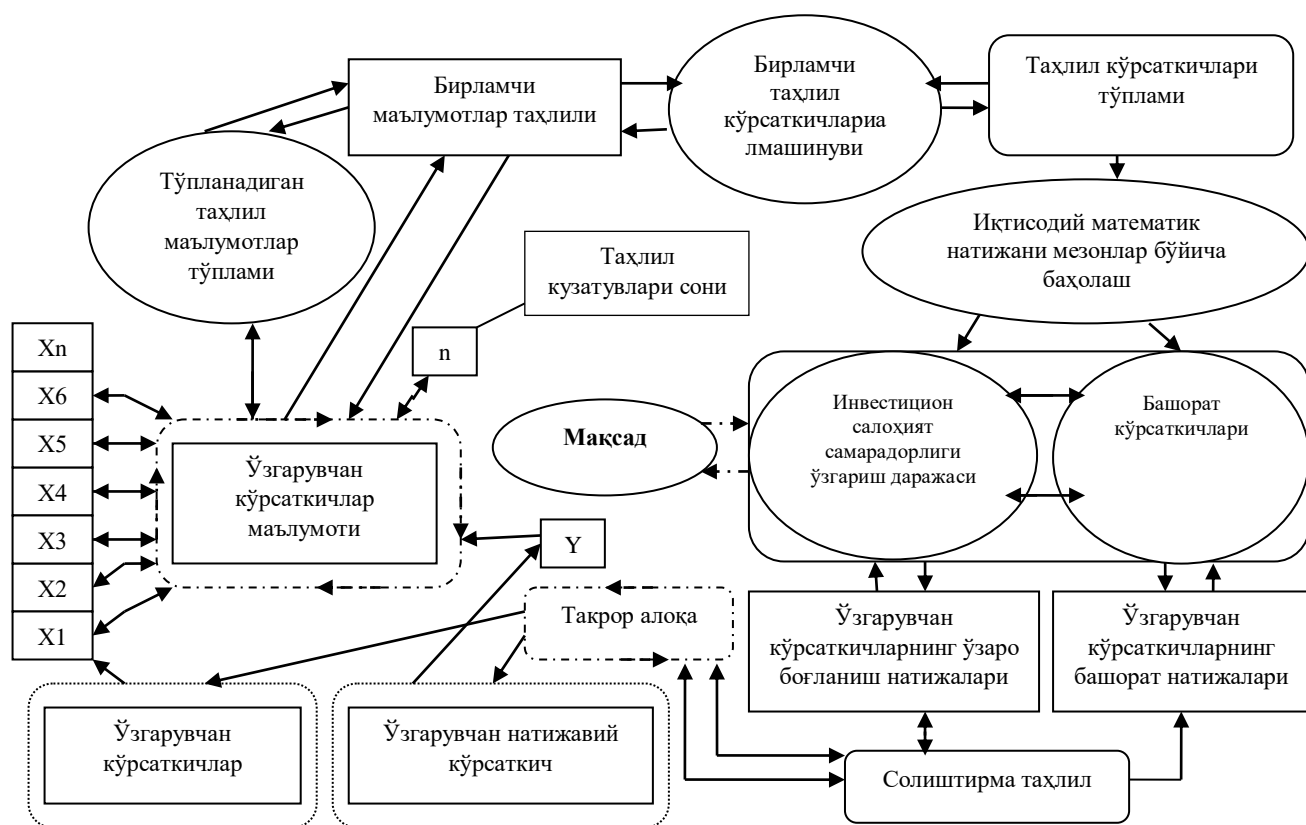 Бирламчи
маълумотлар таҳлили
Бирламчи
таҳлил
кўрсаткичлариа
лмашинуви
Таҳлил кўрсаткичлари
тўплами
Тўпланадиган
таҳлил
маълумотлар
тўплами
Иқтисодий математик
натижани мезонлар бўйича
баҳолаш
Таҳлил
кузатувлари сони
n
Xn
X6
X5
X4
X3
X2
X1
Ўзгарувчан
кўрсаткичлар
маълумоти
Мақсад
Инвестицион
салоҳият
самарадорлиги
ўзгариш даражаси
Башорат
кўрсаткичлари
Y
Такрор алоқа
Ўзгарувчан
кўрсаткичларнинг ўзаро
боғланиш натижалари
Ўзгарувчан
кўрсаткичларнинг
башорат натижалари
Ўзгарувчан
кўрсаткичлар
Ўзгарувчан натижавий
кўрсаткич
Солиштирма таҳлил